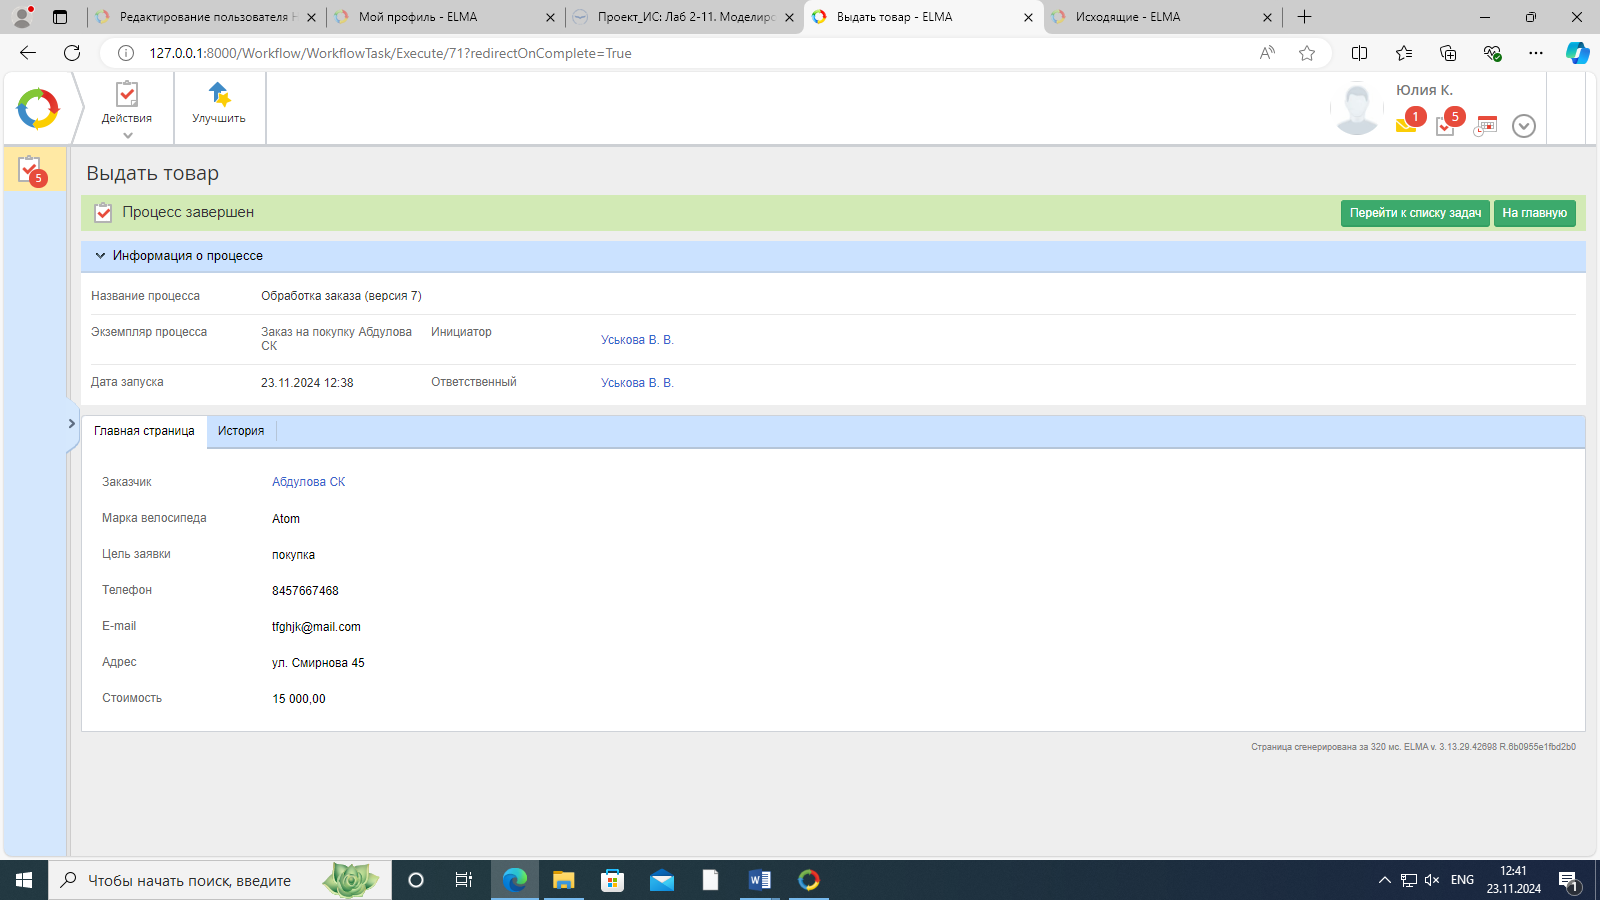 Редактирование пользователя Н
Мой профиль - ELMA
Проект_ИС: Лаб 2-11. Моделиро
Выдать товар - ELMA
Исходящие - ELMA
127.0.0.1:8000/Workflow/WorkflowTask/Execute/71?redirectOnComplete=True
Действия
Улучшить
Юлия К.
1
5
5
Выдать товар
Процесс завершен
Перейти к списку задач
На главную
Информация о процессе
Название процесса Обработка заказа (версия 7)
Экземпляр процесса Заказ на покупку Абдулова СК Инициатор Уськова В. В.
Дата запуска 23.11.2024 12:38 Ответственный Уськова В. В.
Главная страница История
Заказчик Абдулова СК
Марка велосипеда Atom
Цель заявки покупка
Телефон 8457667468
E-mail tfghjk@mail.com
Адрес ул. Смирнова 45
Стоимость 15 000,00
Страница сгенерирована за 320 мс. ELMA v. 3.13.29.42698 R.6b0955e1fbd2b0
Чтобы начать поиск, введите
ENG
12:41
23.11.2024
1